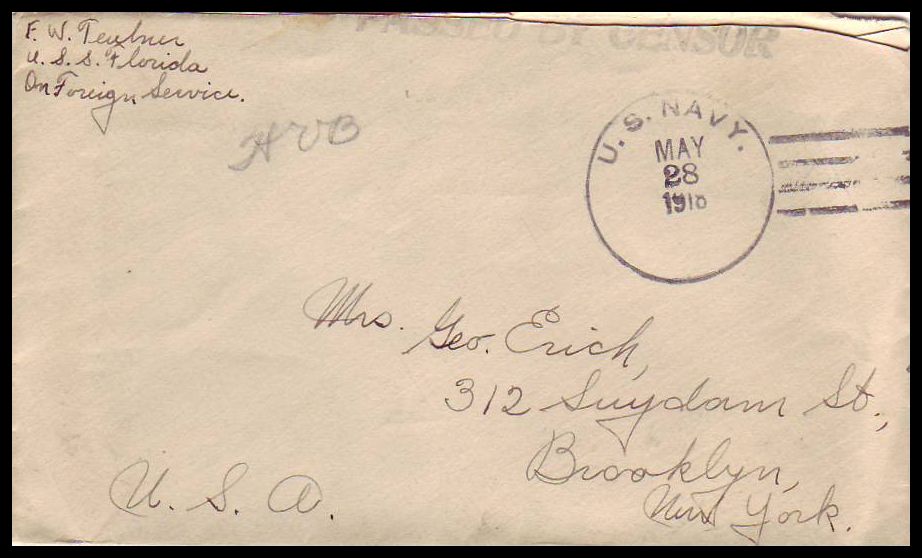 PASSED BY CENSOR
F. W. Teubner
U. S. S. Florida
On Foreign Service.
HVB
U.S. NAVY.
MAY
28
1918
Mrs. Geo. Erich,
312 Suydam St.,
Brooklyn,
New York.
U. S. A.